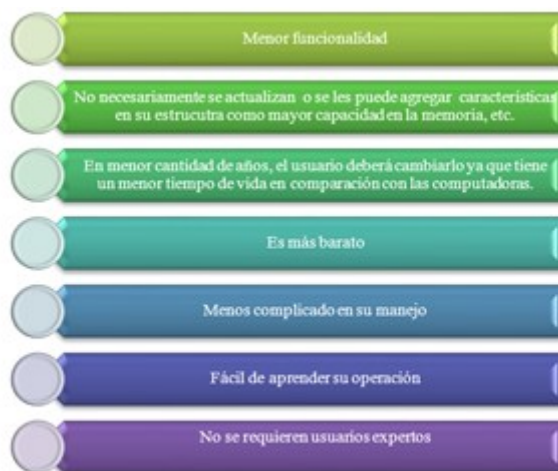 Menor funcionalidad
No necesariamente se actualizan o se les puede agregar características
en su estrucutra como mayor capacidad en la memoria, etc.
En menor cantidad de años, el usuario deberá cambiarlo ya que tiene
un menor tiempo de vida en comparación con las computadoras.
Es más barato
Menos complicado en su manejo
Fácil de aprender su operación
No se requieren usuarios expertos